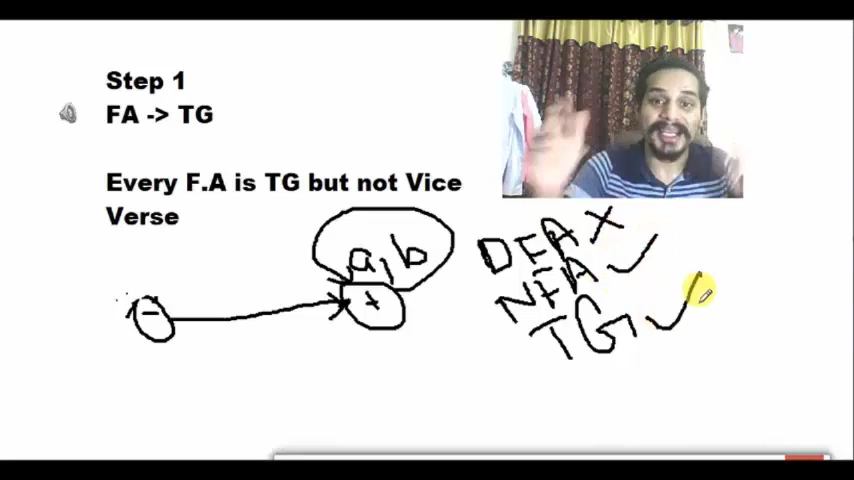 Step 1
FA -> TG
Every F.A is TG but not Vice
Verse
a,b
-
+
DFA X
NFA ✓
TG ✓